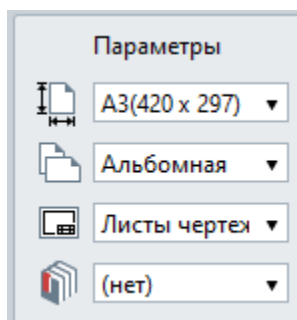 Параметры
A3(420 x 297)
Альбомная
Листы чертеж
(нет)